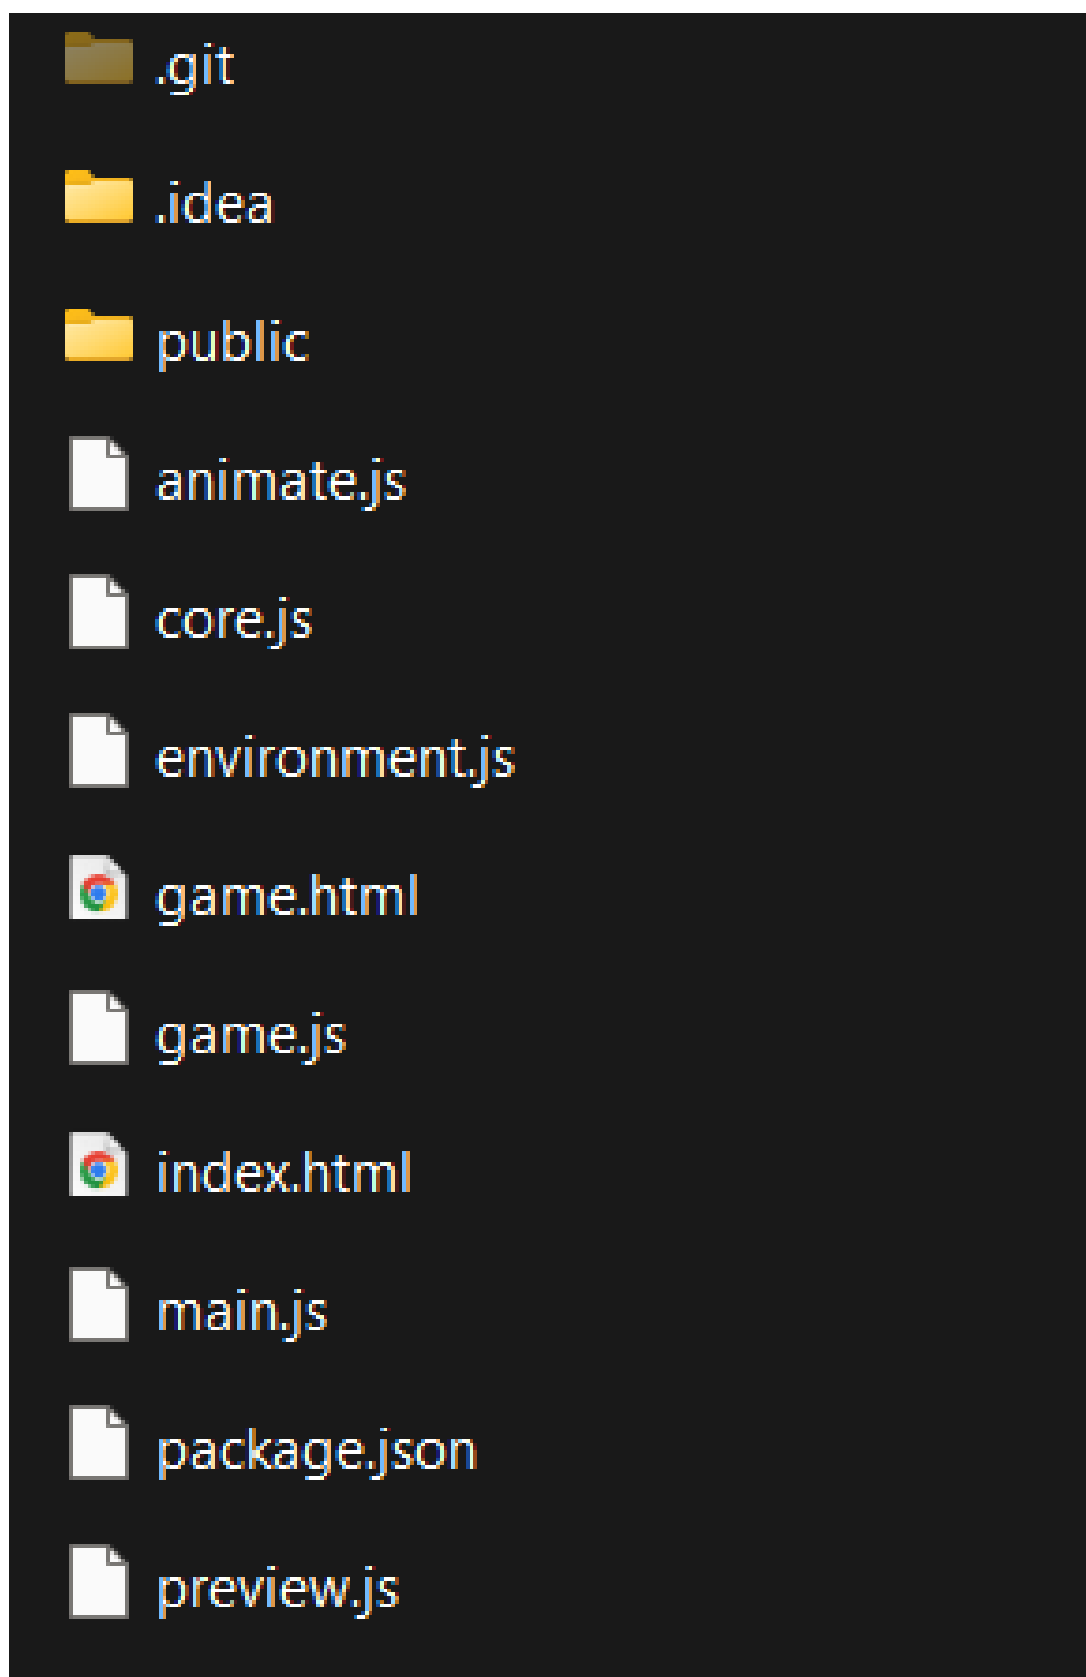 .git
.idea
public
animate.js
core.js
environment.js
game.html
game.js
index.html
main.js
package.json
preview.js